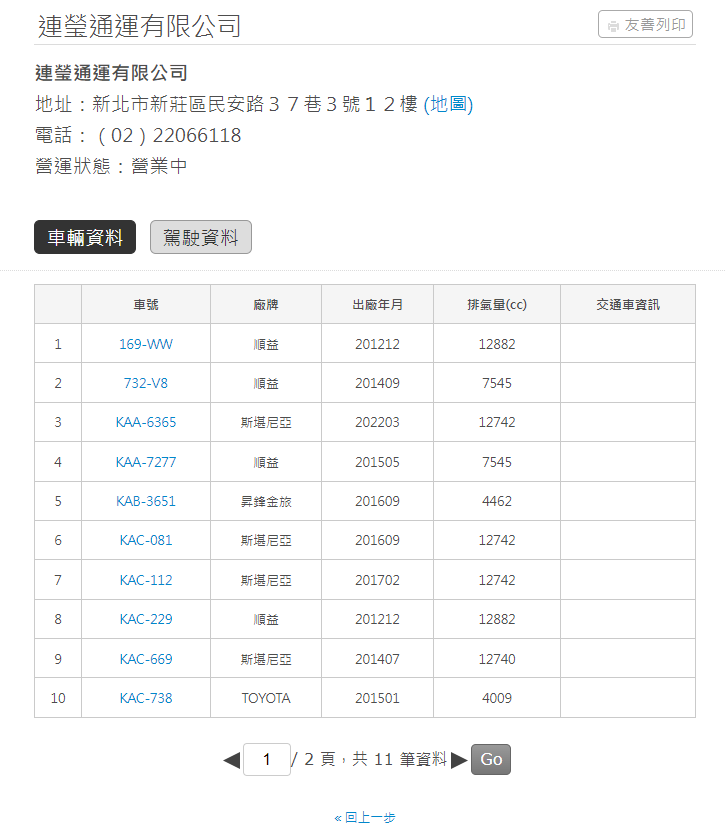 連瑩通運有限公司
友善列印
連瑩通運有限公司
地址：新北市新莊區民安路３７巷３號１２樓 (地圖)
電話：（02）22066118
營運狀態：營業中
車輛資料 駕駛資料
車號 廠牌 出廠年月 排氣量(cc) 交通車資訊
1 169-WW 順益 201212 12882
2 732-V8 順益 201409 7545
3 KAA-6365 斯堪尼亞 202203 12742
4 KAA-7277 順益 201505 7545
5 KAB-3651 昇鋒金旅 201609 4462
6 KAC-081 斯堪尼亞 201609 12742
7 KAC-112 斯堪尼亞 201702 12742
8 KAC-229 順益 201212 12882
9 KAC-669 斯堪尼亞 201407 12740
10 KAC-738 TOYOTA 201501 4009
1 / 2 頁，共 11 筆資料 Go
« 回上一步